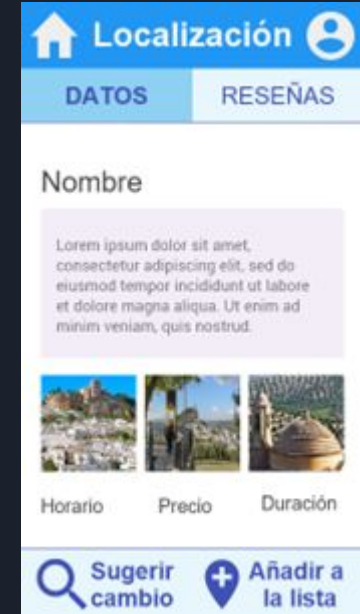 Localización
DATOS RESEÑAS
Nombre
Lorem ipsum dolor sit amet,
consectetur adipiscing elit, sed do
eiusmod tempor incididunt ut labore
et dolore magna aliqua. Ut enim ad
minim veniam, quis nostrud.
Horario Precio Duración
Sugerir
cambio
Añadir a
la lista